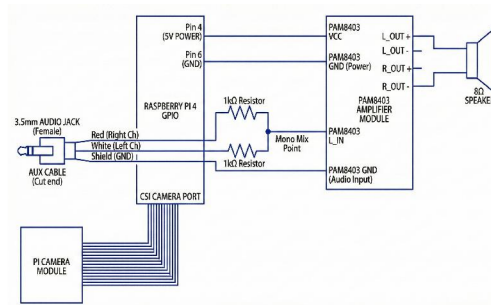 Pin 4
(5V POWER)
Pin 6
(GND)
RASPBERRY PI 4
GPIO
CSI CAMERA PORT
3.5mm AUDIO JACK
(Female)
AUX CABLE
(Cut end)
Red (Right Ch)
White (Left Ch)
Shield (GND)
1kΩ Resistor
1kΩ Resistor
Mono Mix
Point
PAM8403
VCC
PAM8403
GND (Power)
L_OUT +
L_OUT -
R_OUT +
R_OUT -
PAM8403
AMPLIFIER
MODULE
PAM8403
L_IN
PAM8403 GND
(Audio Input)
8Ω
SPEAKE
PI CAMERA
MODULE